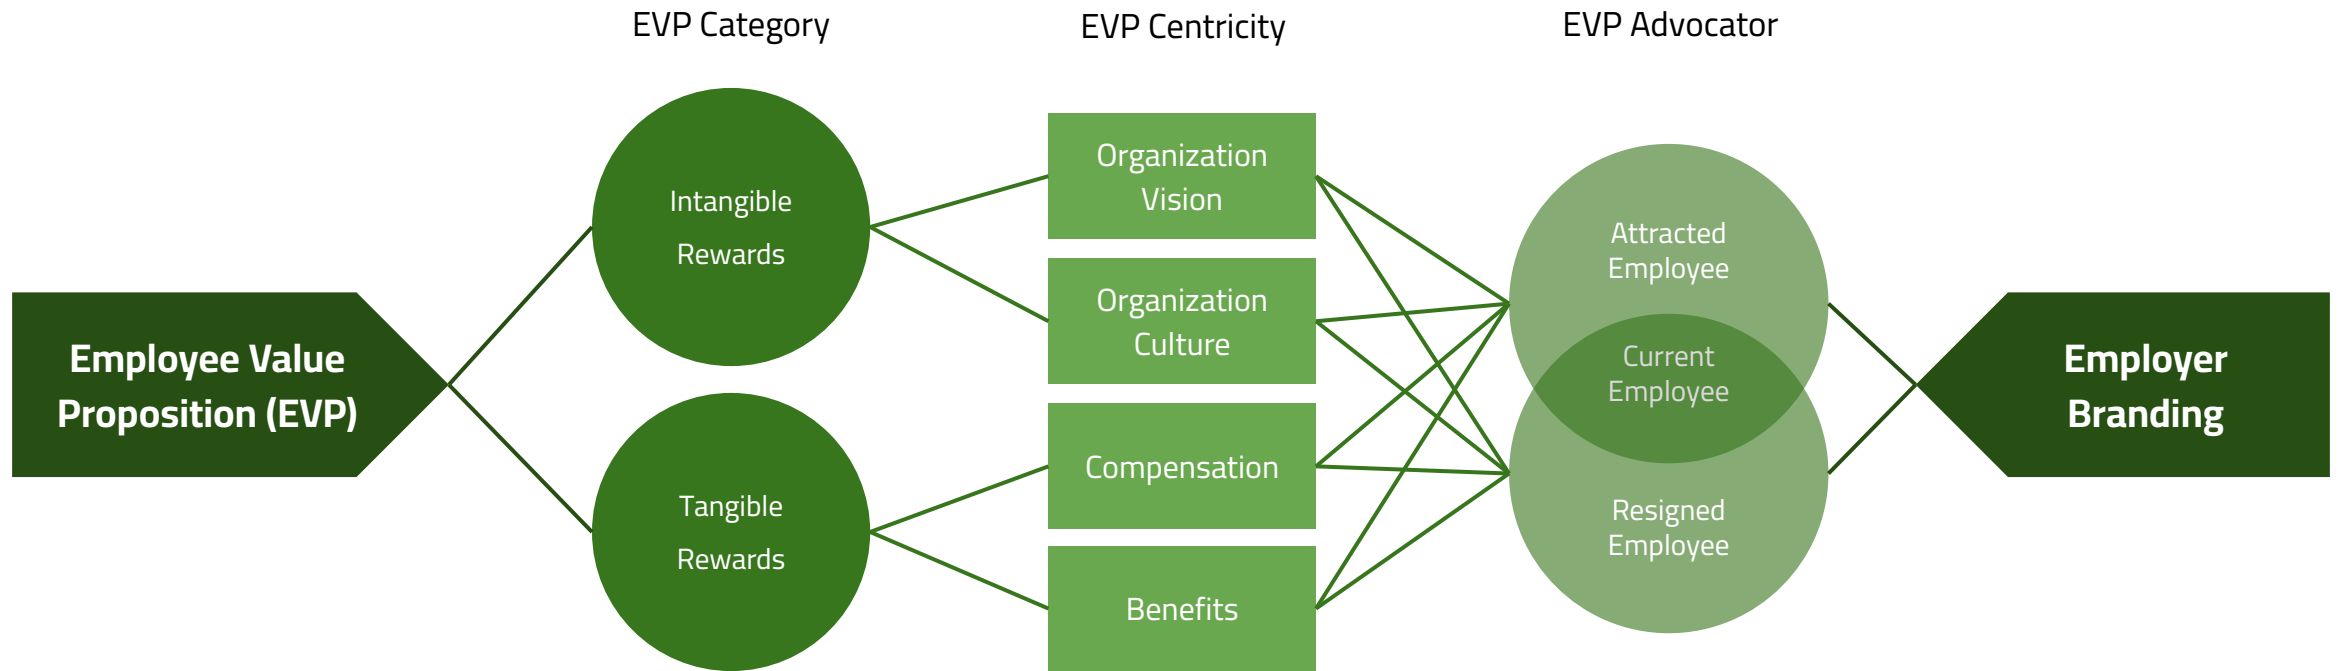 EVP Category
EVP Centricity
EVP Advocator
Employee Value
Proposition (EVP)
Intangible
Rewards
Tangible
Rewards
Organization
Vision
Organization
Culture
Compensation
Benefits
Attracted
Employee
Current
Employee
Resigned
Employee
Employer
Branding